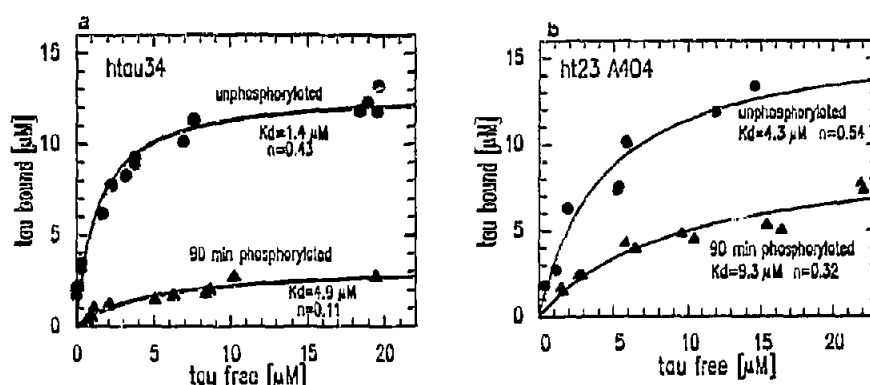 a
htau34
unphosphorylated
Kd=1.4 µM
n=0.43
90 min phosphorylated
Kd=4.9 µM
n=0.11
15
10
5
0
tau bound [µM]
0 5 10 15 20
tau free [µM]
b
ht23 A404
unphosphorylated
Kd=4.3 µM n=0.54
90 min phosphorylated
Kd=9.3 µM n=0.32
15
10
5
0
tau bound [µM]
0 5 10 15 20
tau free [µM]